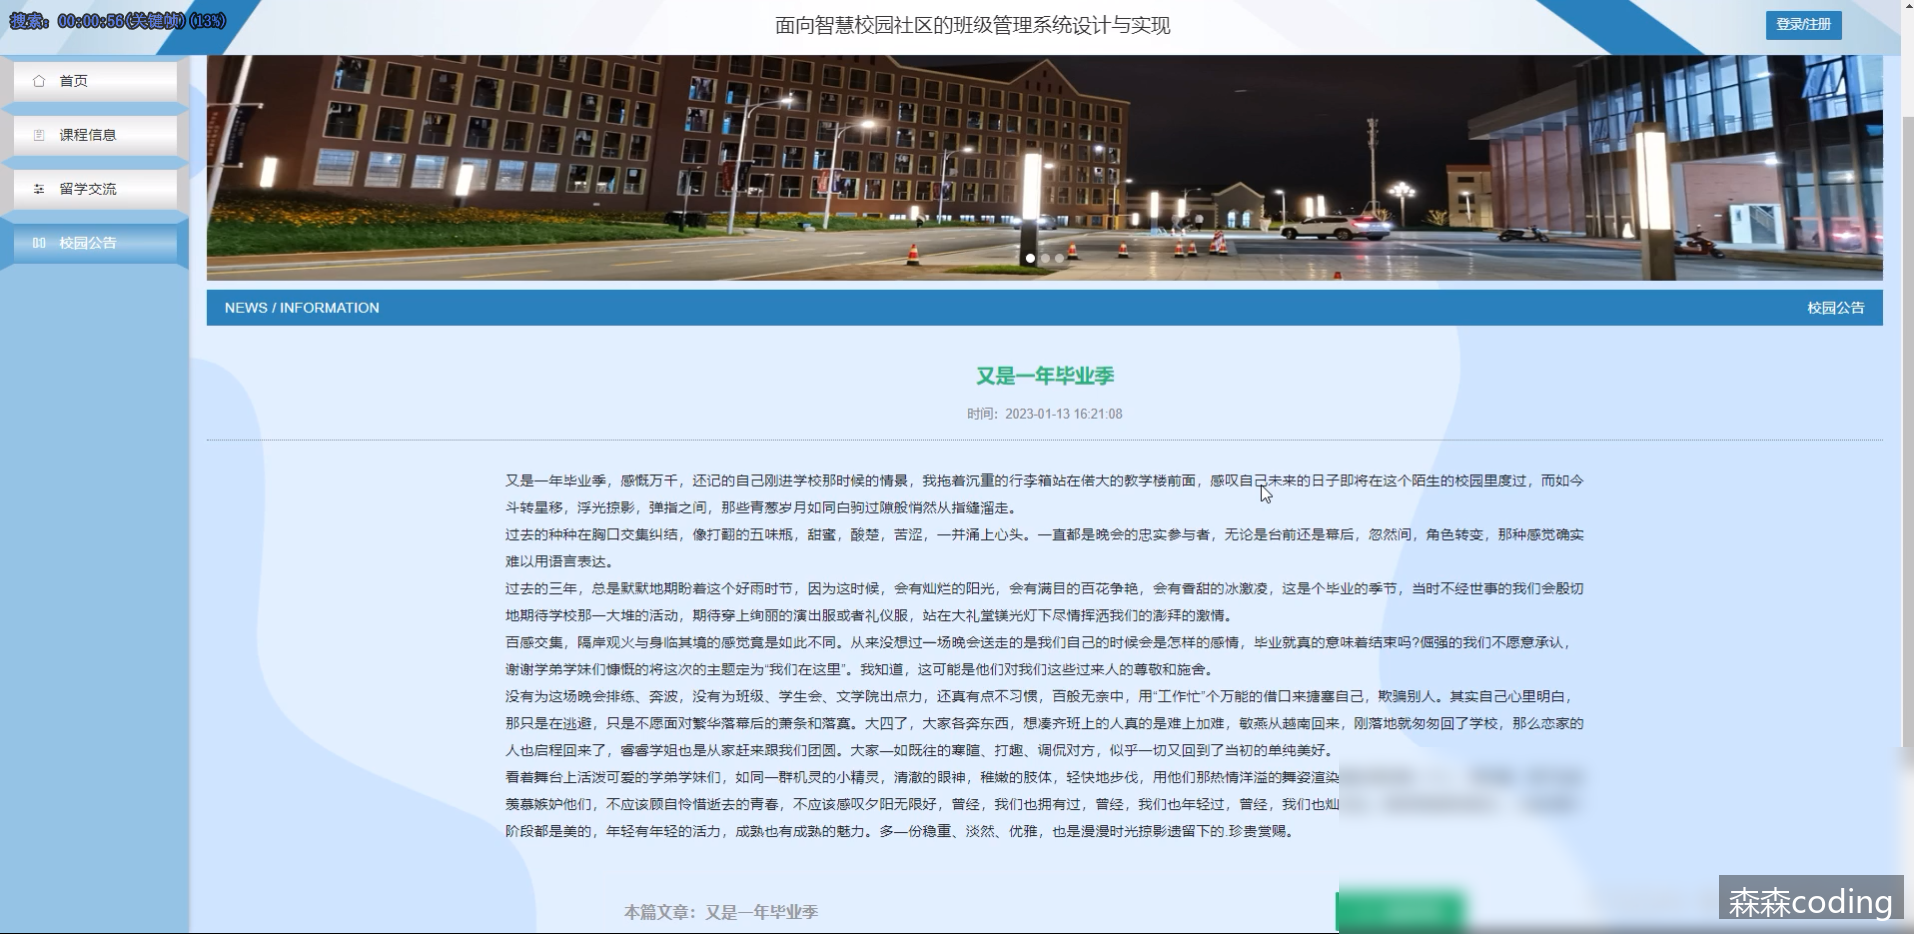 搜索：00:00:56(关键帧)(13%)
面向智慧校园社区的班级管理系统设计与实现
登录/注册
首页
课程信息
留学交流
校园公告
NEWS / INFORMATION
校园公告
又是一年毕业季
时间：2023-01-13 16:21:08
又是一年毕业季，感慨万千，还记的自己刚进学校那时候的情景，我拖着沉重的行李箱站在偌大的教学楼前面，感叹自己未来的日子即将在这个陌生的校园里度过，而如今
斗转星移，浮光掠影，弹指之间，那些青葱岁月如同白驹过隙般悄然从指缝溜走。
过去的种种在胸口交集纠结，像打翻的五味瓶，甜蜜，酸楚，苦涩，一并涌上心头。一直都是晚会的忠实参与者，无论是台前还是幕后，忽然间，角色转变，那种感觉确实
难以用语言表达。
过去的三年，总是默默地期盼着这个好雨时节，因为这时候，会有灿烂的阳光，会有满目的百花争艳，会有香甜的冰激凌，这是个毕业的季节，当时不经世事的我们会殷切
地期待学校那一大堆的活动，期待穿上绚丽的演出服或者礼仪服，站在大礼堂镁光灯下尽情挥洒我们的澎拜的激情。
百感交集，隔岸观火与身临其境的感觉竟是如此不同。从来没想过一场晚会送走的是我们自己的时候会是怎样的感情，毕业就真的意味着结束吗?倔强的我们不愿意承认，
谢谢学弟学妹们慷慨的将这次的主题定为“我们在这里”。我知道，这可能是他们对我们这些过来人的尊敬和施舍。
没有为这场晚会排练、奔波，没有为班级、学生会、文学院出点力，还真有点不习惯，百般无奈中，用“工作忙”个万能的借口来搪塞自己，欺骗别人。其实自己心里明白，
那只是在逃避，只是不愿面对繁华落幕后的萧条和落寞。大四了，大家各奔东西，想凑齐班上的人真的是难上加难，敏燕从越南回来，刚落地就匆匆回了学校，那么恋家的
人也启程回来了，睿睿学姐也是从家赶来跟我们团圆。大家—如既往的寒暄、打趣、调侃对方，似乎一切又回到了当初的单纯美好。
看着舞台上活泼可爱的学弟学妹们，如同一群机灵的小精灵，清澈的眼神，稚嫩的肢体，轻快地步伐，用他们那热情洋溢的舞姿渲染
羡慕嫉妒他们，不应该顾自怜惜逝去的青春，不应该感叹夕阳无限好，曾经，我们也拥有过，曾经，我们也年轻过，曾经，我们也灿
阶段都是美的，年轻有年轻的活力，成熟也有成熟的魅力。多—份稳重、淡然、优雅，也是漫漫时光掠影遗留下的.珍贵赏赐。
本篇文章：又是一年毕业季
森森coding